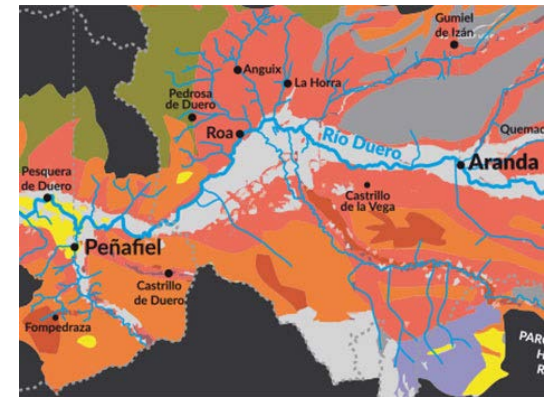 Gumiel
de Izán
Anguix
La Horra
Pedrosa
de Duero
Roa
Río Duero
Quemad
Aranda
Pesquera
de Duero
Castrillo
de la Vega
Peñafiel
Castrillo
de Duero
Fompedraza
PARC
H
R